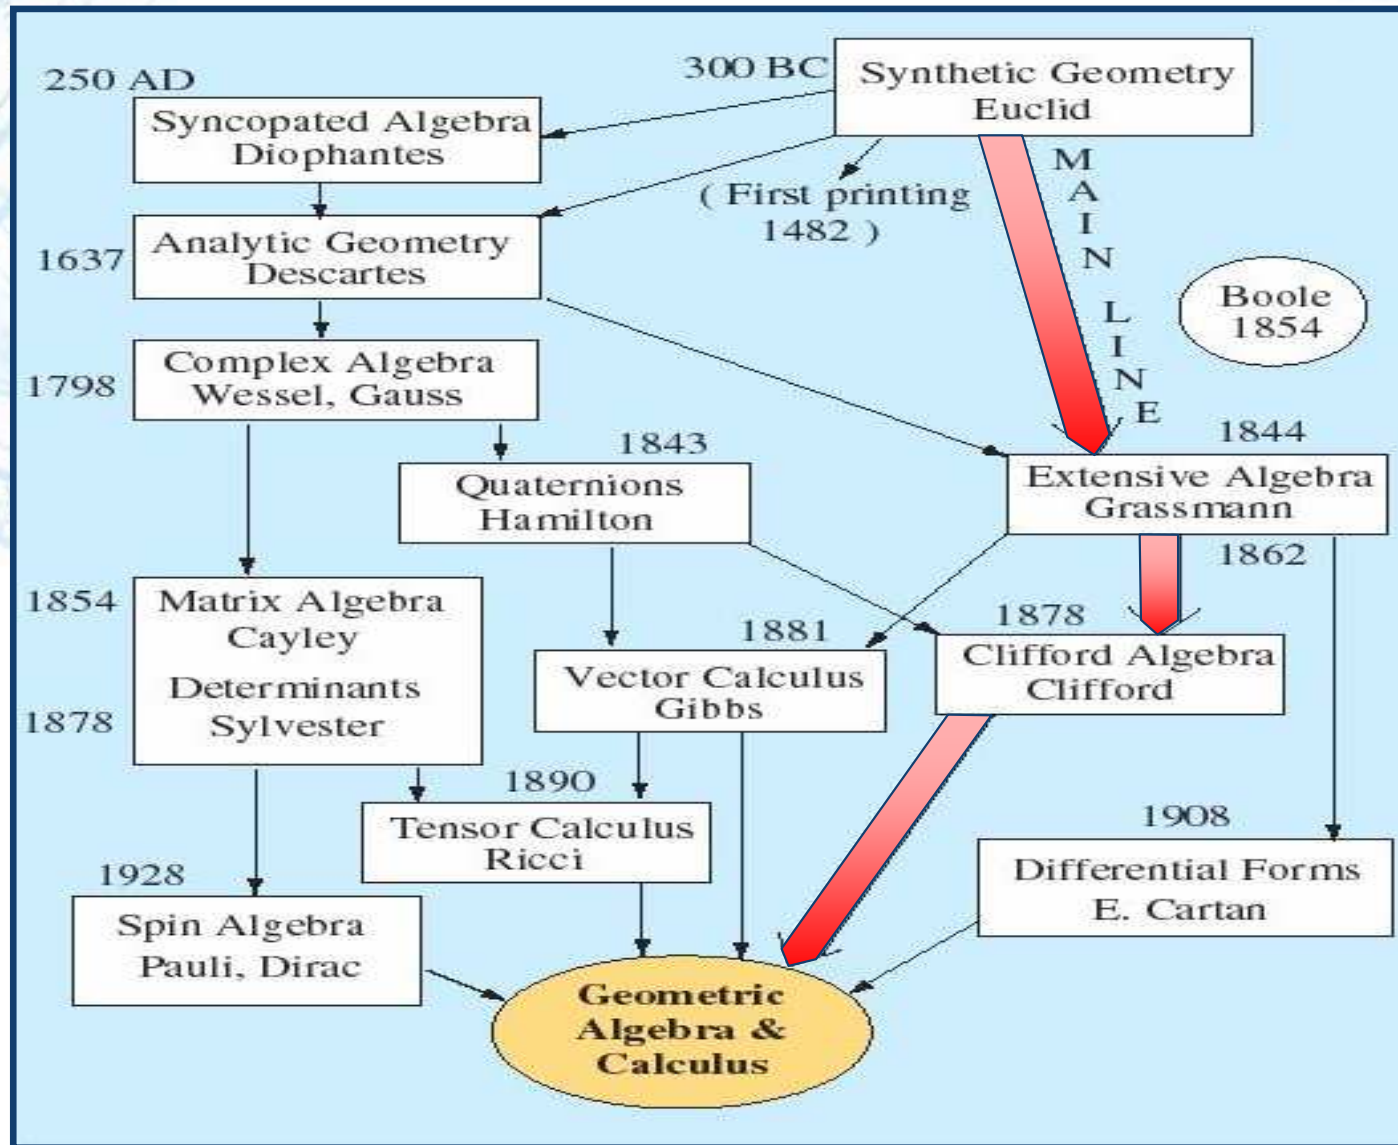 300 BC
Synthetic Geometry
Euclid
250 AD
Syncopated Algebra
Diophantes
( First printing
1482 )
MAIN LINE
1637
Analytic Geometry
Descartes
Boole
1854
1798
Complex Algebra
Wessel, Gauss
1843
Quaternions
Hamilton
1844
Extensive Algebra
Grassmann
1862
1854
Matrix Algebra
Cayley
Determinants
1878
Sylvester
1881
Vector Calculus
Gibbs
1878
Clifford Algebra
Clifford
1890
Tensor Calculus
Ricci
1908
Differential Forms
E. Cartan
1928
Spin Algebra
Pauli, Dirac
Geometric
Algebra &
Calculus